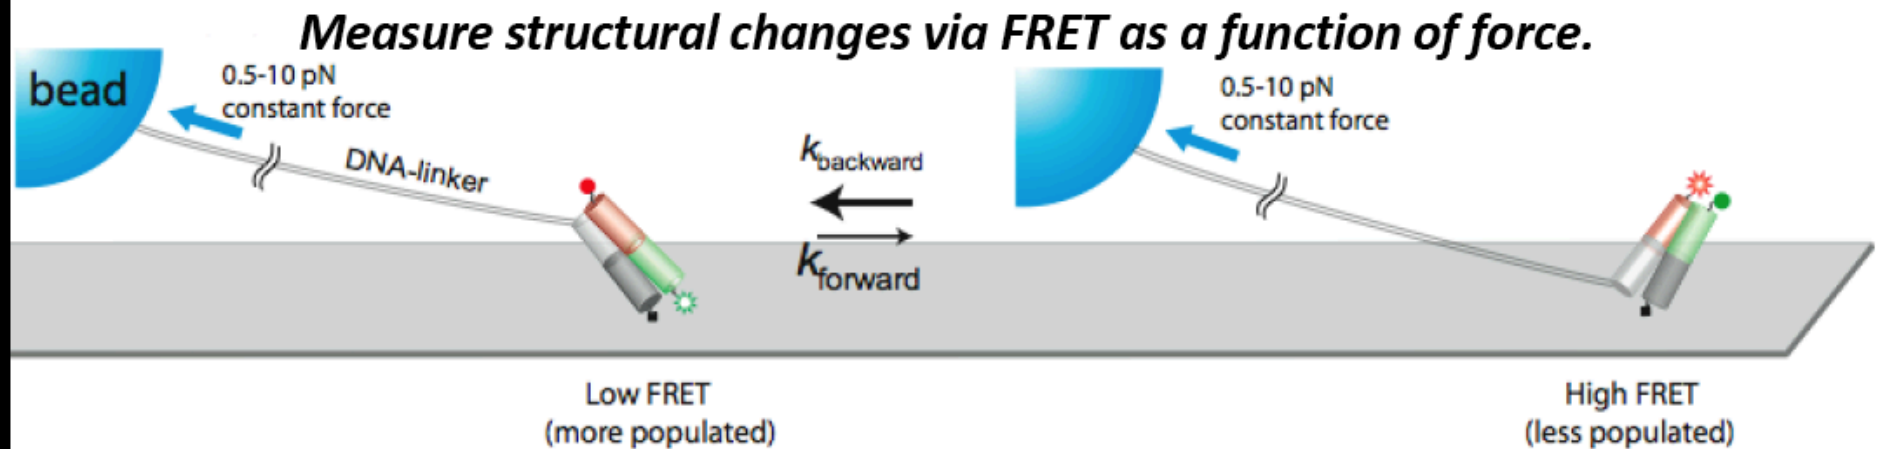 Measure structural changes via FRET as a function of force.
bead
0.5-10 pN
constant force
DNA-linker
kbackward
kforward
0.5-10 pN
constant force
Low FRET
(more populated)
High FRET
(less populated)